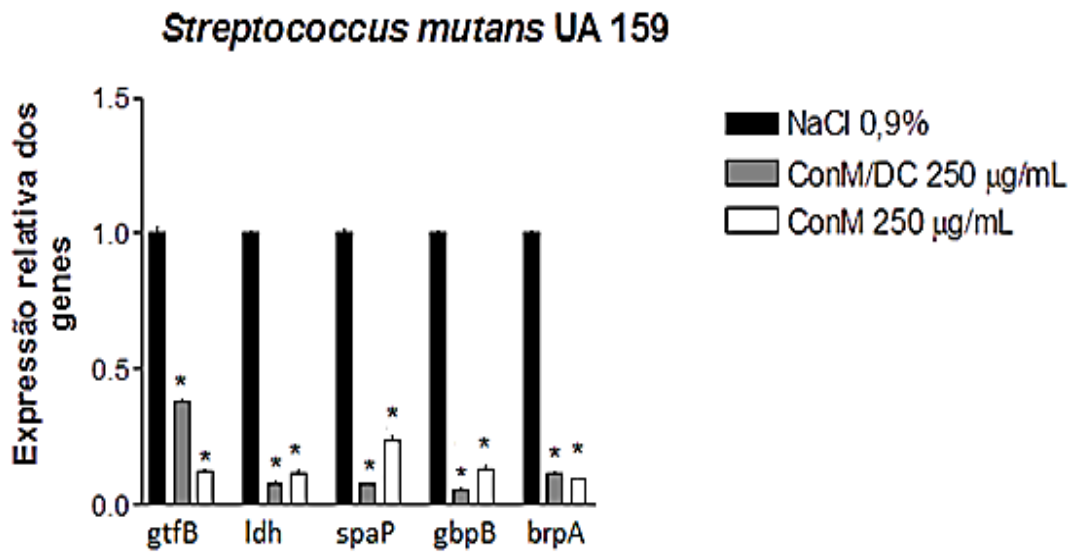 Streptococcus mutans UA 159
Expressão relativa dos
genes
1.5
1.0
0.5
0.0
* * * * * * * * * *
gtfB ldh spaP gbpB brpA
NaCl 0,9%
ConM/DC 250 µg/mL
ConM 250 µg/mL